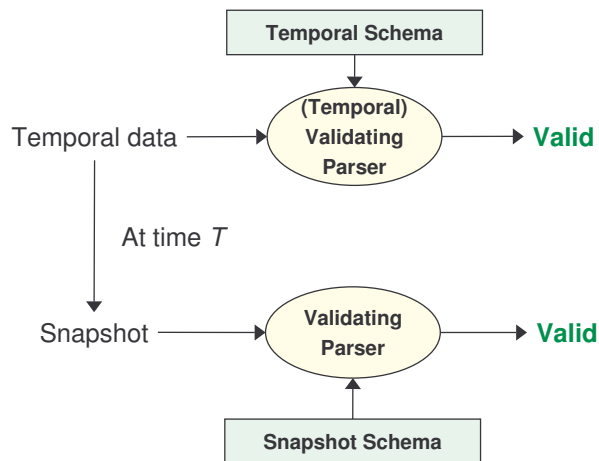 Temporal Schema
(Temporal)
Validating
Parser
Temporal data
Valid
At time T
Snapshot
Validating
Parser
Valid
Snapshot Schema